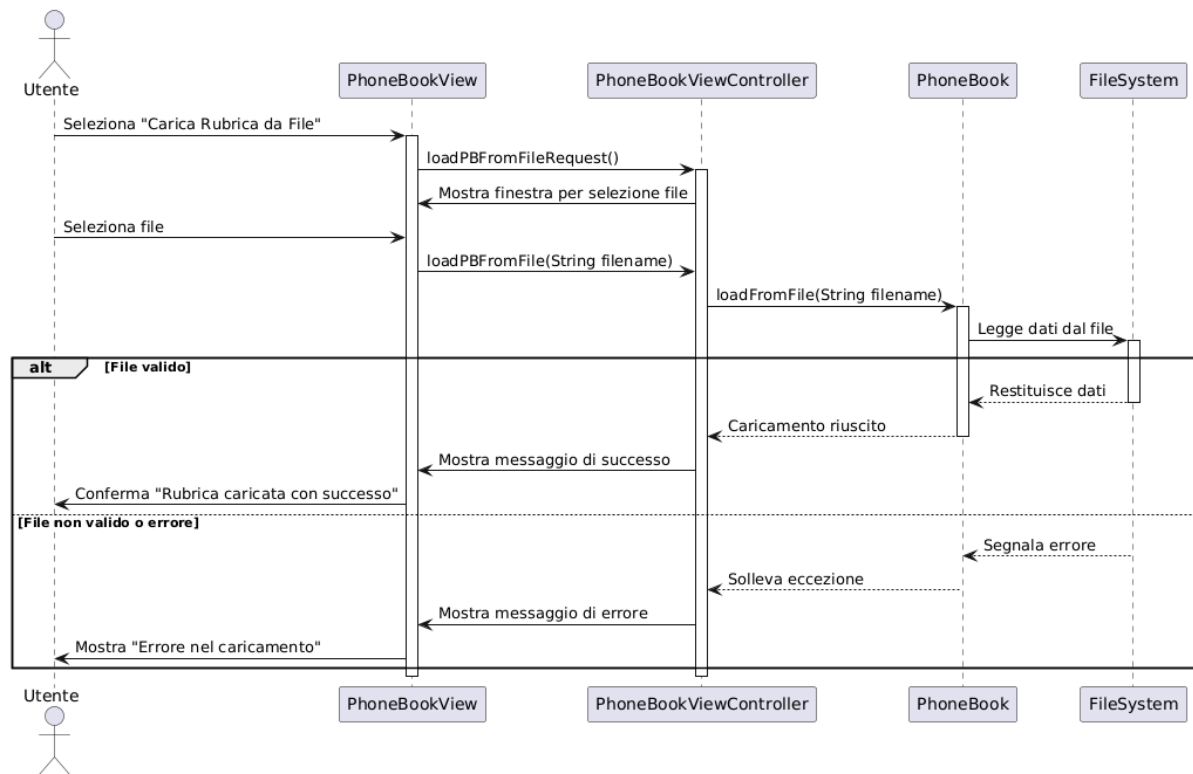 Utente
PhoneBookView
PhoneBookViewController
PhoneBook
FileSystem
Seleziona "Carica Rubrica da File"
loadPBFromFileRequest()
Mostra finestra per selezione file
Seleziona file
loadPBFromFile(String filename)
loadFromFile(String filename)
Legge dati dal file
alt
[File valido]
Restituisce dati
Caricamento riuscito
Mostra messaggio di successo
Conferma "Rubrica caricata con successo"
[File non valido o errore]
Segnala errore
Solleva eccezione
Mostra messaggio di errore
Mostra "Errore nel caricamento"
Utente
PhoneBookView
PhoneBookViewController
PhoneBook
FileSystem